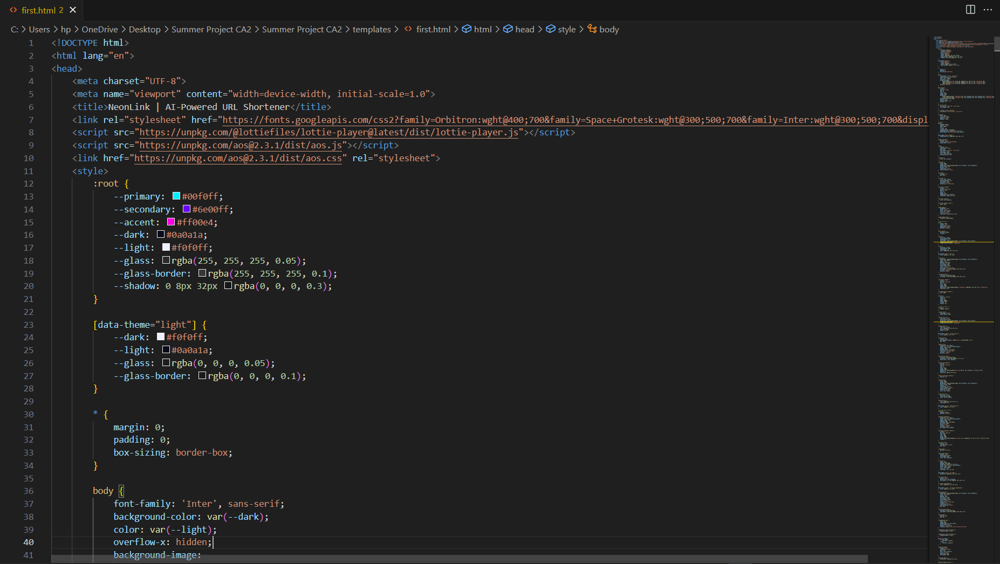 first.html 2
C: > Users > hp > OneDrive > Desktop > Summer Project CA2 > Summer Project CA2 > templates > first.html > html > head > style > body
1 <!DOCTYPE html>
2 <html lang="en">
3 <head>
4 <meta charset="UTF-8">
5 <meta name="viewport" content="width=device-width, initial-scale=1.0">
6 <title>NeonLink | AI-Powered URL Shortener</title>
7 <link rel="stylesheet" href="https://fonts.googleapis.com/css2?family=Orbitron:wght@400;700&family=Space+Grotesk:wght@300;500;700&family=Inter:wght@300;500;700&displ
8 <script src="https://unpkg.com/@lottiefiles/lottie-player@latest/dist/lottie-player.js"></script>
9 <script src="https://unpkg.com/aos@2.3.1/dist/aos.js"></script>
10 <link href="https://unpkg.com/aos@2.3.1/dist/aos.css" rel="stylesheet">
11 <style>
12 :root {
13 --primary: #00f0ff;
14 --secondary: #6e00ff;
15 --accent: #ff00e4;
16 --dark: #0a0a1a;
17 --light: #f0f0ff;
18 --glass: rgba(255, 255, 255, 0.05);
19 --glass-border: rgba(255, 255, 255, 0.1);
20 --shadow: 0 8px 32px rgba(0, 0, 0, 0.3);
21 }
22
23 [data-theme="light"] {
24 --dark: #f0f0ff;
25 --light: #0a0a1a;
26 --glass: rgba(0, 0, 0, 0.05);
27 --glass-border: rgba(0, 0, 0, 0.1);
28 }
29
30 * {
31 margin: 0;
32 padding: 0;
33 box-sizing: border-box;
34 }
35
36 body {
37 font-family: 'Inter', sans-serif;
38 background-color: var(--dark);
39 color: var(--light);
40 overflow-x: hidden;
41 background-image: